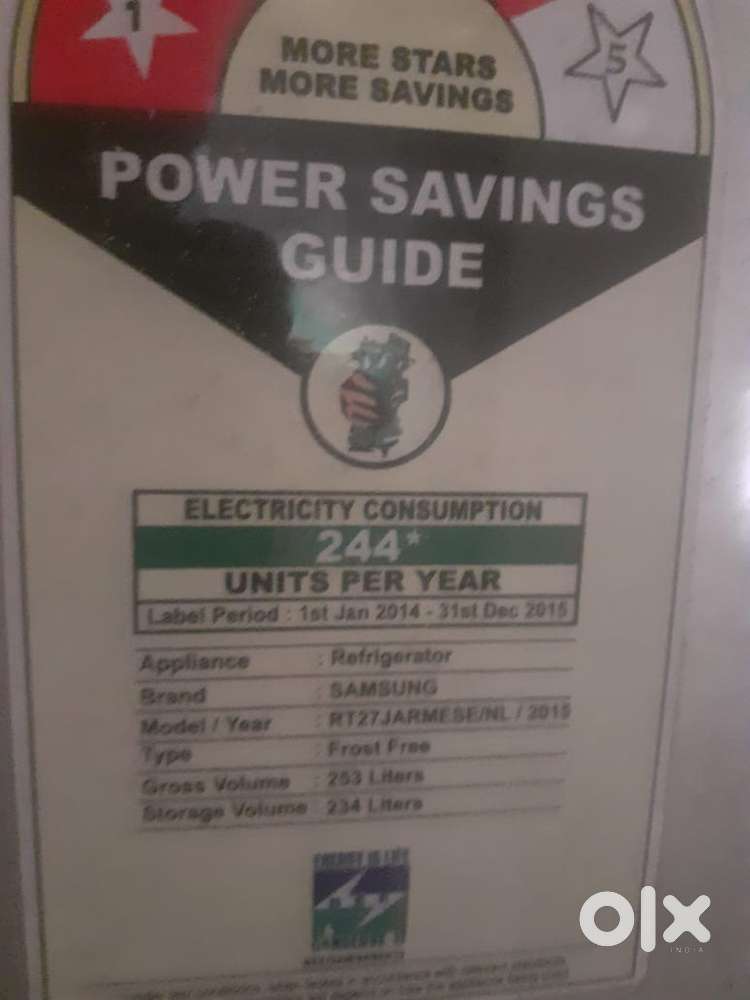 1
5
MORE STARS
MORE SAVINGS
POWER SAVINGS
GUIDE
ELECTRICITY CONSUMPTION
244*
UNITS PER YEAR
Label Period : 1st Jan 2014 - 31st Dec 2015
Appliance : Refrigerator
Brand : SAMSUNG
Model / Year : RT27JARMESE/NL / 2015
Type : Frost Free
Gross Volume : 253 Liters
Storage Volume : 234 Liters
ENERGY IS LIFE
olx
INDIA